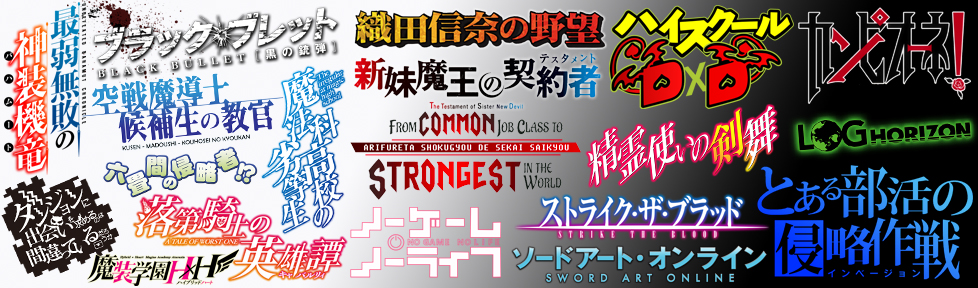 最弱無敗の
神装機竜
バハムート
ブラック・ブレット
BLACK BULLET [黒の銃弾]
空戦魔導士
候補生の教官
KUSEN - MADOUSHI - KOUHOSEI NO KYOUKAN
六畳間の侵略者!?
魔法科高校の
劣等生
ダンジョンに
出会いを求めるのは
間違っているだろうか
落第騎士の
A TALE OF WORST ONE
英雄譚
キャバルリィ
魔装学園H×H
ハイブリッドハート
織田信奈の野望
新妹魔王の契約者
テスタメント
The Testament of Sister New Devil
FROM COMMON JOB CLASS TO
ARIFURETA SHOKUGYOU DE SEKAI SAIKYOU
STRONGEST IN THE WORLD
ノーゲーム
NO GAME NO LIFE
ノーライフ
ハイスクール
D×D
カンピオーネ!
精霊使いの剣舞
LOG HORIZON
ストライク・ザ・ブラッド
STRIKE THE BLOOD
ソードアート・オンライン
SWORD ART ONLINE
とある部活の
侵略作戦
インベージョン